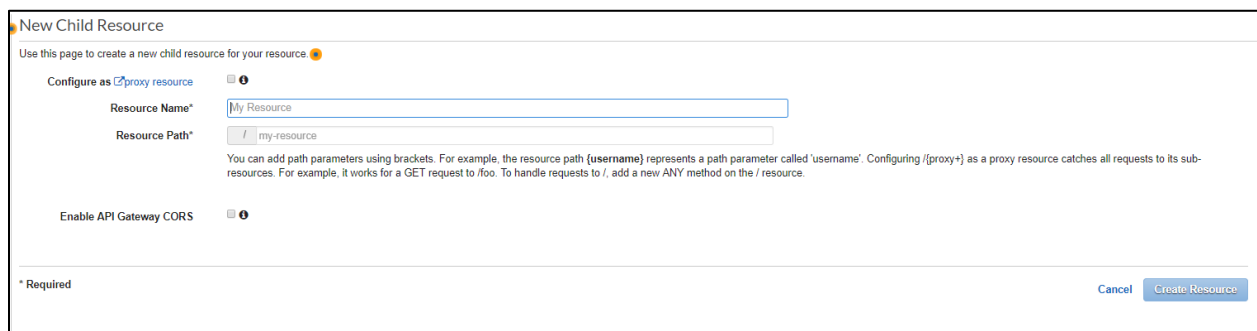 New Child Resource
Use this page to create a new child resource for your resource.
Configure as proxy resource
Resource Name*
My Resource
Resource Path*
/ my-resource
You can add path parameters using brackets. For example, the resource path {username} represents a path parameter called 'username'. Configuring /{proxy+} as a proxy resource catches all requests to its sub-
resources. For example, it works for a GET request to /foo. To handle requests to /, add a new ANY method on the / resource.
Enable API Gateway CORS
* Required
Cancel Create Resource